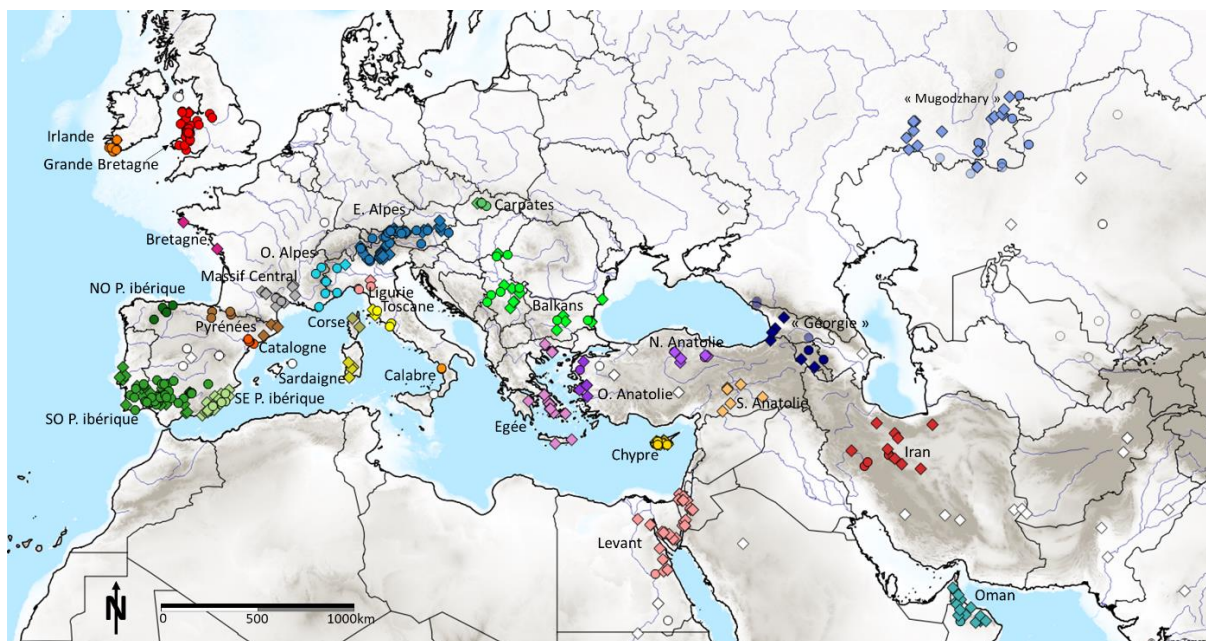 « Mugodzhary »
Irlande
Grande Bretagne
Carpates
E. Alpes
Bretagne
O. Alpes
Massif Central
NO P. ibérique
Ligurie
Toscane
Balkans
« Géorgie »
Pyrénées
Corse
N. Anatolie
Catalogne
Sardaigne
Calabre
O. Anatolie
S. Anatolie
SE P. ibérique
SO P. ibérique
Egée
Chypre
Iran
Levant
Oman
N
0 500 1000km